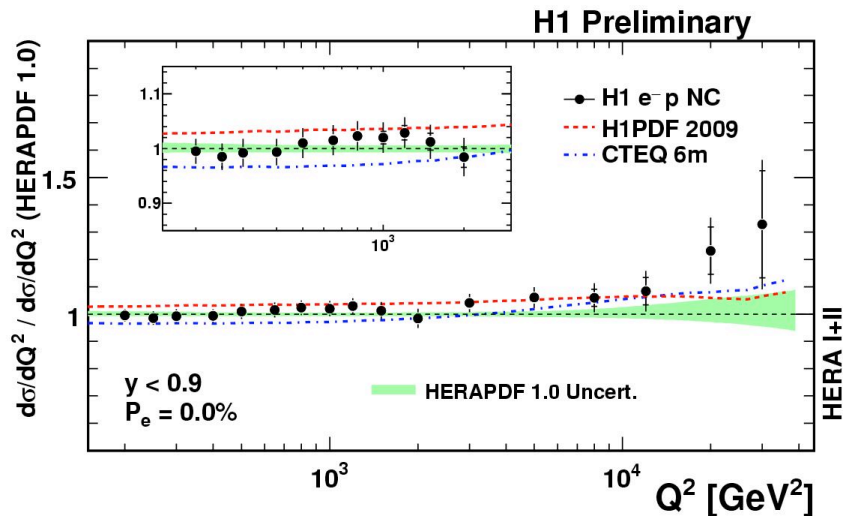 H1 Preliminary
dσ/dQ² / dσ/dQ² (HERAPDF 1.0)
1.5
1
1.1
1
0.9
10³
H1 e⁻p NC
H1PDF 2009
CTEQ 6m
y < 0.9
Pₑ = 0.0%
HERAPDF 1.0 Uncert.
HERA I+II
10³
10⁴
Q² [GeV²]